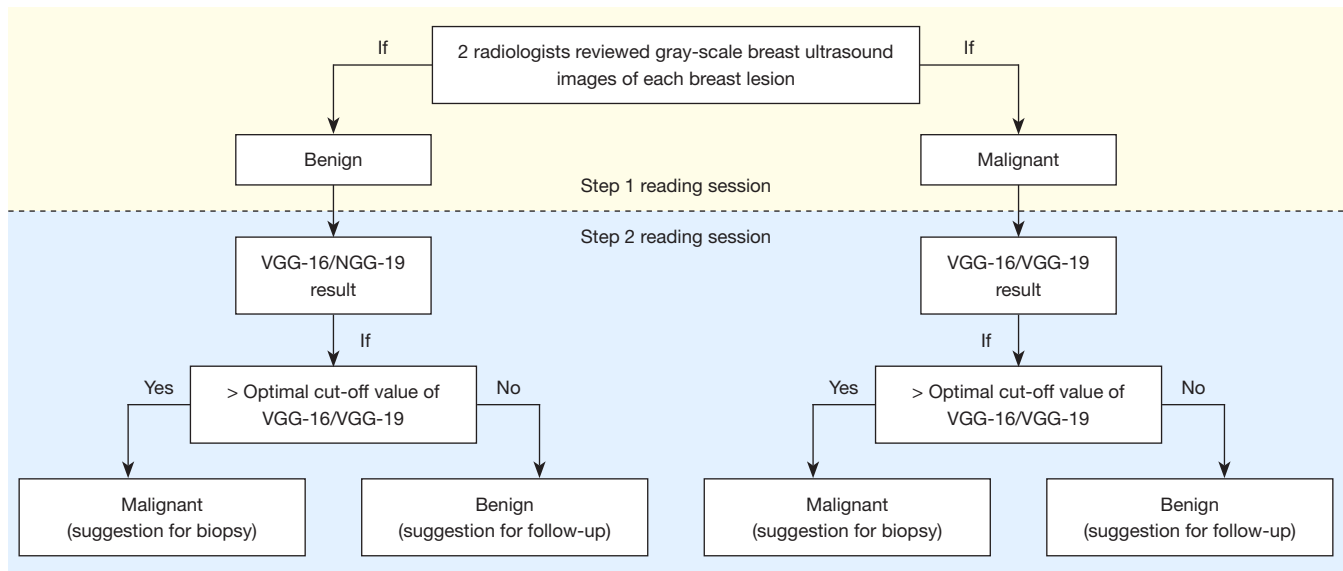 If
2 radiologists reviewed gray-scale breast ultrasound
images of each breast lesion
If
Benign
Malignant
Step 1 reading session
Step 2 reading session
VGG-16/NGG-19
result
VGG-16/VGG-19
result
If
If
Yes
> Optimal cut-off value of
VGG-16/VGG-19
No
Yes
> Optimal cut-off value of
VGG-16/VGG-19
No
Malignant
(suggestion for biopsy)
Benign
(suggestion for follow-up)
Malignant
(suggestion for biopsy)
Benign
(suggestion for follow-up)